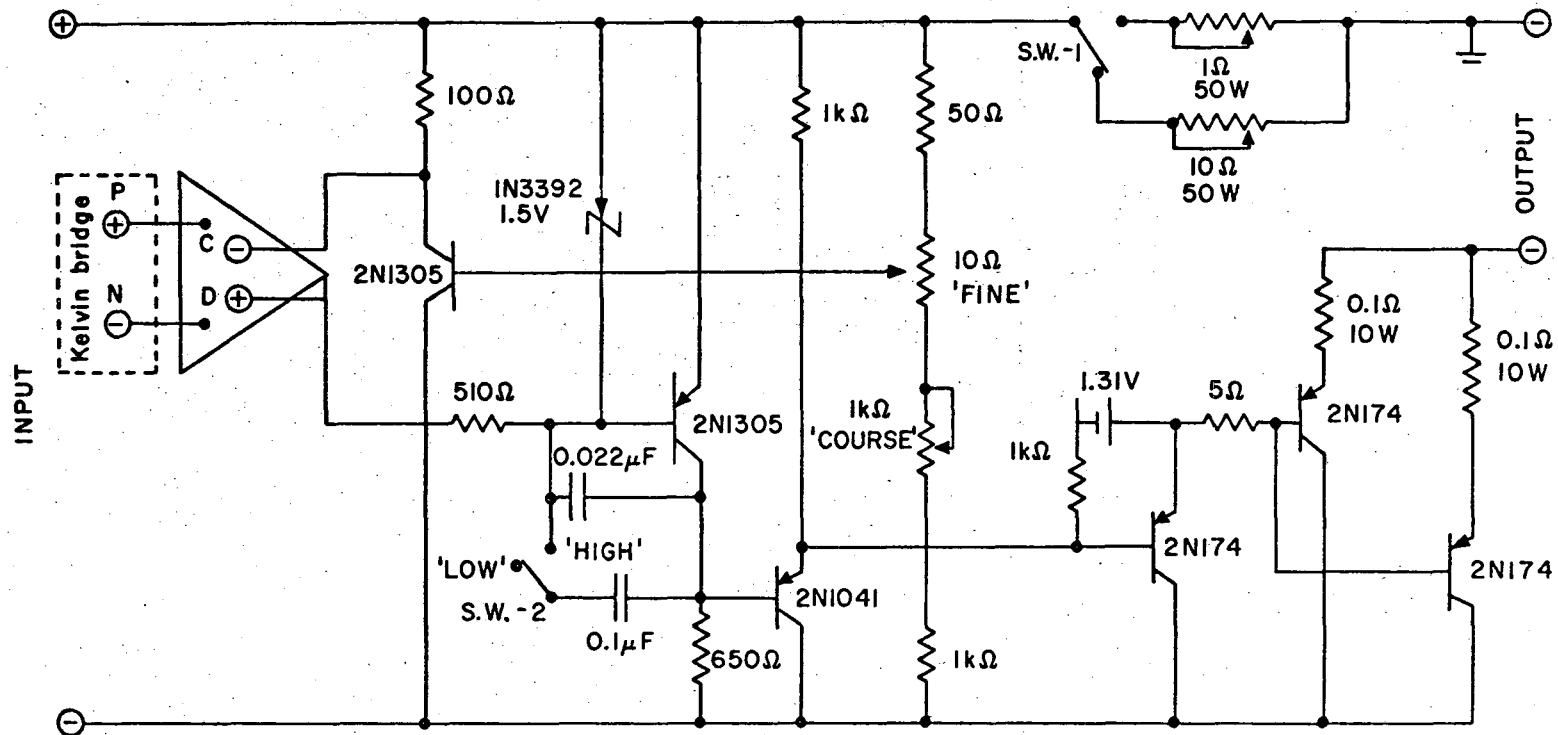 +
S.W.-1
1Ω
50W
10Ω
50W
−
OUTPUT
−
100Ω
1N3392
1.5V
1kΩ
50Ω
Kelvin bridge
P
+
N
−
C
−
D
+
2N1305
10Ω
'FINE'
INPUT
510Ω
2N1305
1kΩ
'COURSE'
0.022μF
'HIGH'
'LOW'
S.W.-2
0.1μF
2N1041
650Ω
1kΩ
1.31V
1kΩ
5Ω
0.1Ω
10W
0.1Ω
10W
2N174
2N174
2N174
−